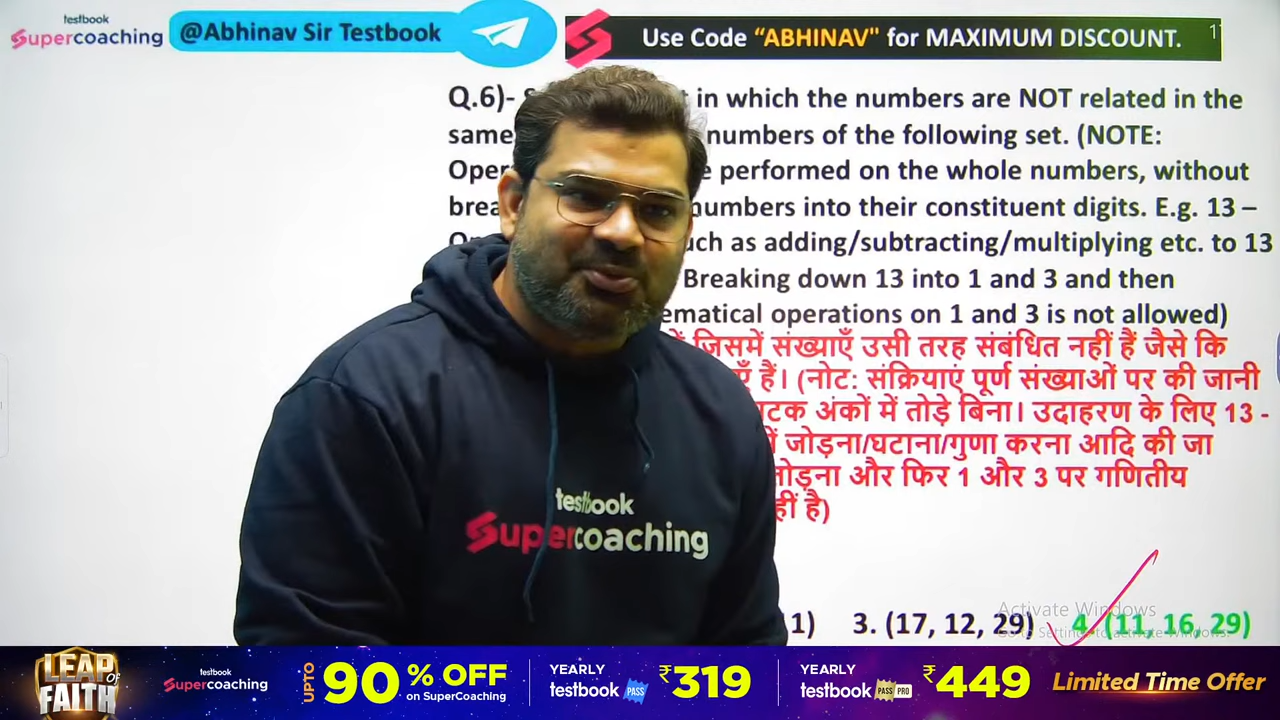 testbook
Supercoaching
@Abhinav Sir Testbook
Use Code “ABHINAV" for MAXIMUM DISCOUNT.
Q.6)- in which the numbers are NOT related in the
same numbers of the following set. (NOTE:
performed on the whole numbers, without
numbers into their constituent digits. E.g. 13 –
as adding/subtracting/multiplying etc. to 13
Breaking down 13 into 1 and 3 and then
operations on 1 and 3 is not allowed)
जिसमें संख्याएँ उसी तरह संबंधित नहीं हैं जैसे कि
हैं। (नोट: संक्रियाएं पूर्ण संख्याओं पर की जानी
अंकों में तोड़े बिना। उदाहरण के लिए 13 -
जोड़ना/घटाना/गुणा करना आदि की जा
और फिर 1 और 3 पर गणितीय
है)
testbook
Supercoaching
1) 3. (17, 12, 29) 4. (11, 16, 29)
Activate Windows
Go to Settings to activate Windows.
LEAP OF FAITH
testbook
Supercoaching
UPTO 90% OFF
on SuperCoaching
YEARLY
testbook PASS
₹319
YEARLY
testbook PASS PRO
₹449
Limited Time Offer